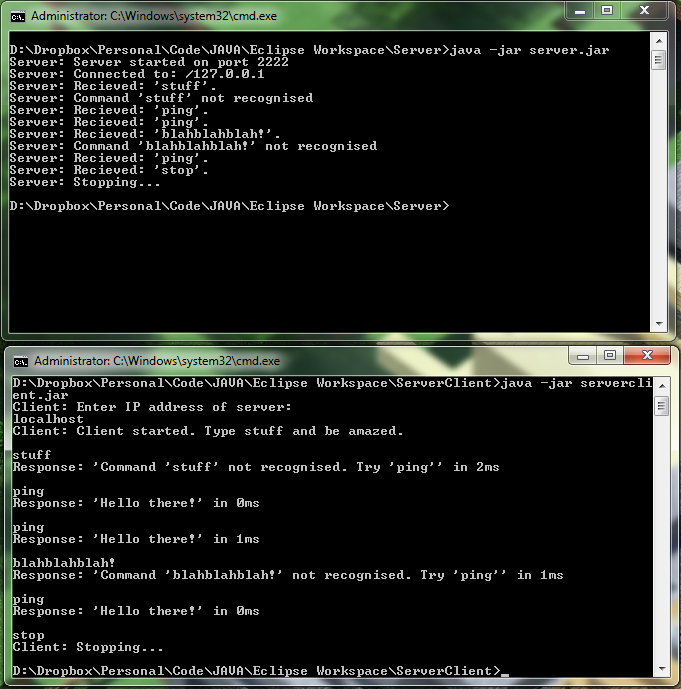 Administrator: C:\Windows\system32\cmd.exe
D:\Dropbox\Personal\Code\JAVA\Eclipse Workspace\Server>java -jar server.jar
Server: Server started on port 2222
Server: Connected to: /127.0.0.1
Server: Recieved: 'stuff'.
Server: Command 'stuff' not recognised
Server: Recieved: 'ping'.
Server: Recieved: 'ping'.
Server: Recieved: 'blahblahblah!'.
Server: Command 'blahblahblah!' not recognised
Server: Recieved: 'ping'.
Server: Recieved: 'stop'.
Server: Stopping...
D:\Dropbox\Personal\Code\JAVA\Eclipse Workspace\Server>
Administrator: C:\Windows\system32\cmd.exe
D:\Dropbox\Personal\Code\JAVA\Eclipse Workspace\ServerClient>java -jar servercli
ent.jar
Client: Enter IP address of server:
localhost
Client: Client started. Type stuff and be amazed.
stuff
Response: 'Command 'stuff' not recognised. Try 'ping'' in 2ms
ping
Response: 'Hello there!' in 0ms
ping
Response: 'Hello there!' in 1ms
blahblahblah!
Response: 'Command 'blahblahblah!' not recognised. Try 'ping'' in 1ms
ping
Response: 'Hello there!' in 0ms
stop
Client: Stopping...
D:\Dropbox\Personal\Code\JAVA\Eclipse Workspace\ServerClient>_